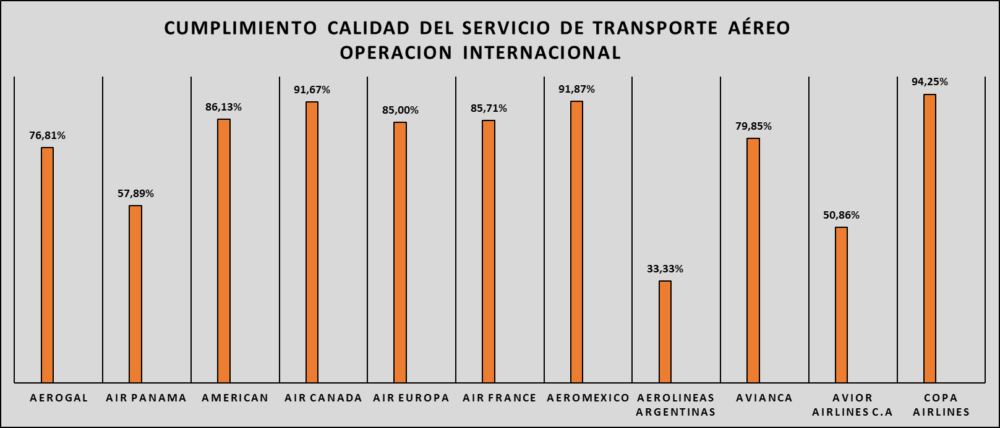 CUMPLIMIENTO CALIDAD DEL SERVICIO DE TRANSPORTE AÉREO
OPERACION INTERNACIONAL
76,81%
57,89%
86,13%
91,67%
85,00%
85,71%
91,87%
33,33%
79,85%
50,86%
94,25%
AEROGAL
AIR PANAMA
AMERICAN
AIR CANADA
AIR EUROPA
AIR FRANCE
AEROMEXICO
AEROLINEAS
ARGENTINAS
AVIANCA
AVIOR
AIRLINES C.A
COPA
AIRLINES